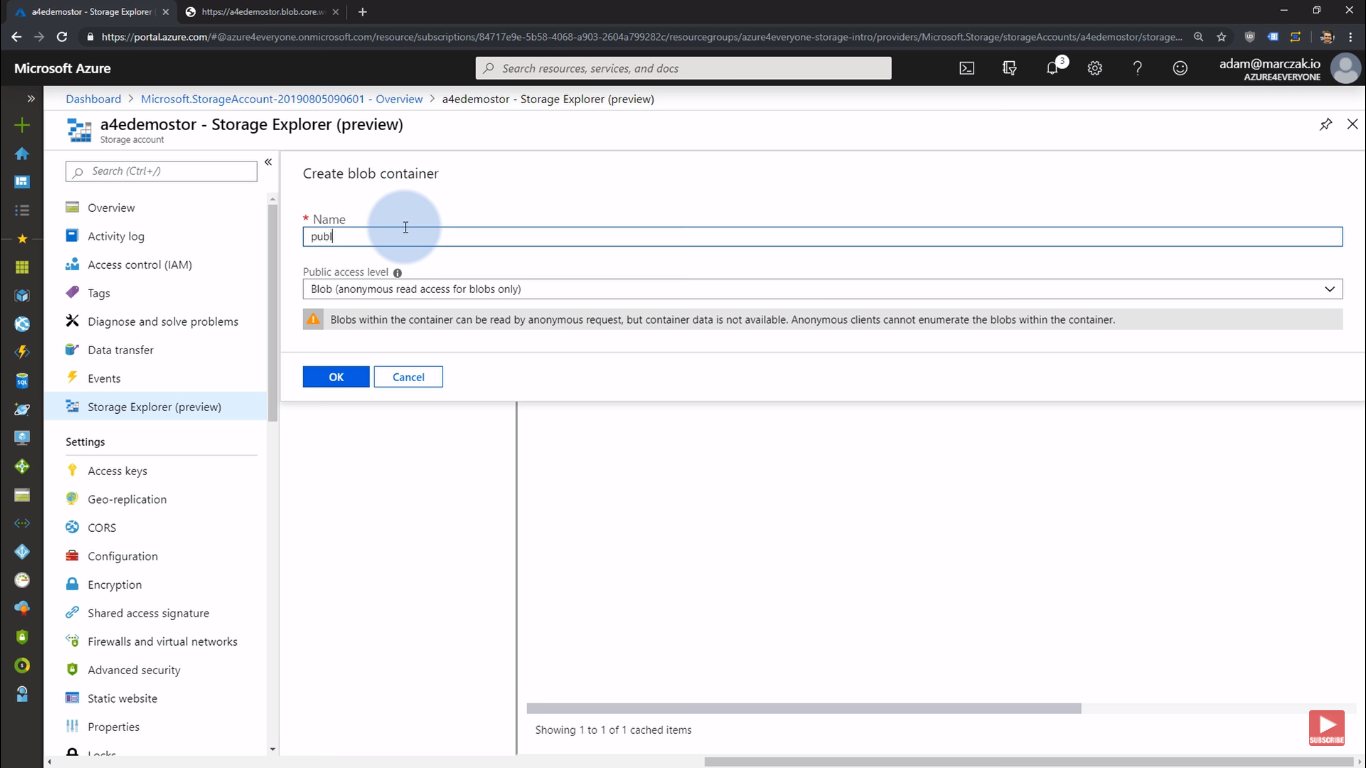 a4edemostor - Storage Explorer
https://a4edemostor.blob.core.w
https://portal.azure.com/#@azure4everyone.onmicrosoft.com/resource/subscriptions/84717e9e-5b58-4068-a903-2604a799282c/resourcegroups/azure4everyone-storage-intro/providers/Microsoft.Storage/storageAccounts/a4edemostor/storage...
Microsoft Azure
Search resources, services, and docs
3
adam@marczak.io
AZURE4EVERYONE
Dashboard > Microsoft.StorageAccount-20190805090601 - Overview > a4edemostor - Storage Explorer (preview)
a4edemostor - Storage Explorer (preview)
Storage account
Search (Ctrl+/)
Overview
Activity log
Access control (IAM)
Tags
Diagnose and solve problems
Data transfer
Events
Storage Explorer (preview)
Settings
Access keys
Geo-replication
CORS
Configuration
Encryption
Shared access signature
Firewalls and virtual networks
Advanced security
Static website
Properties
Locks
Create blob container
* Name
publ
Public access level
Blob (anonymous read access for blobs only)
Blobs within the container can be read by anonymous request, but container data is not available. Anonymous clients cannot enumerate the blobs within the container.
OK
Cancel
Showing 1 to 1 of 1 cached items
SUBSCRIBE